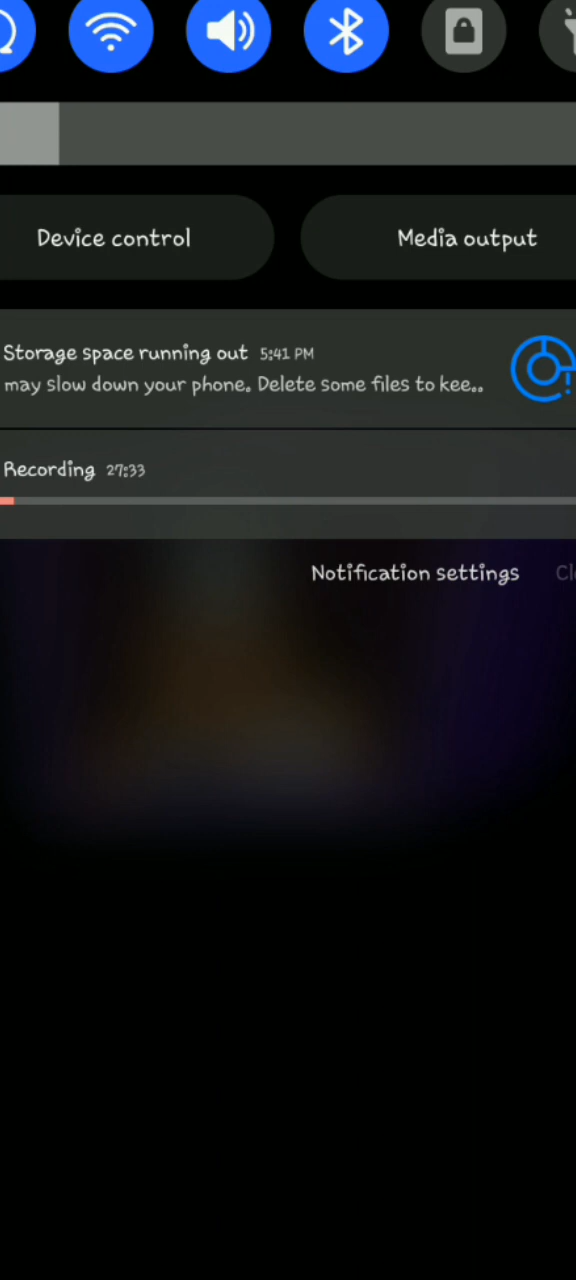 Device control
Media output
Storage space running out 5:41 PM
may slow down your phone. Delete some files to kee..
Recording 27:33
Notification settings